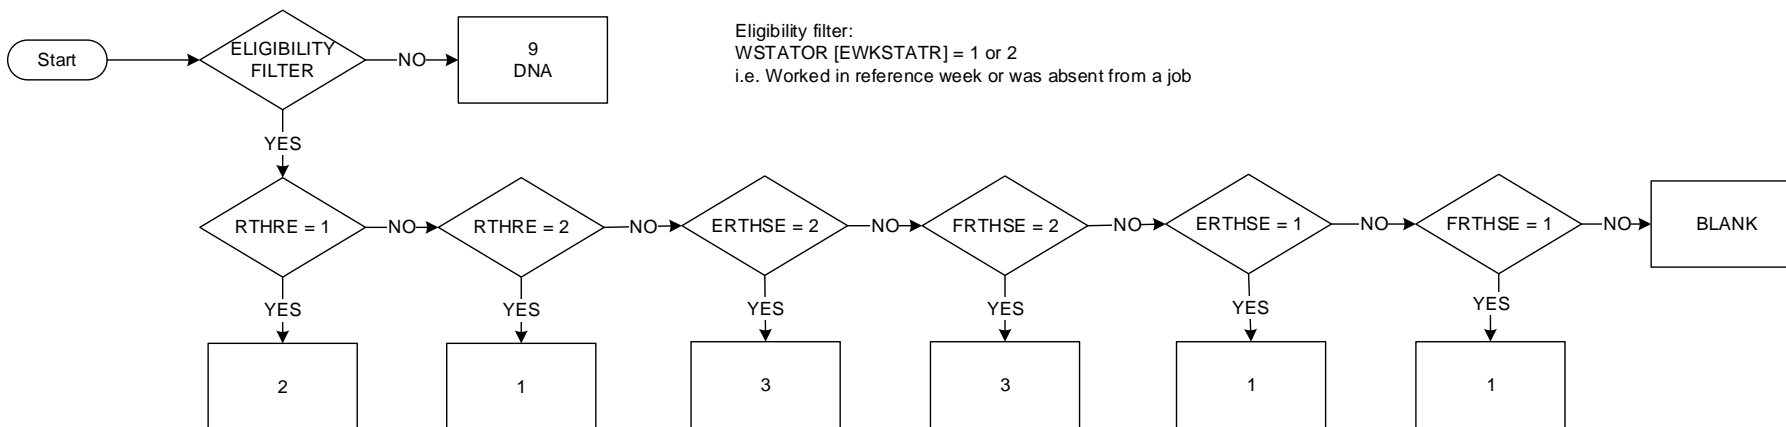 Start
ELIGIBILITY
FILTER
NO
9
DNA
Eligibility filter:
WSTATOR [EWKSTATR] = 1 or 2
i.e. Worked in reference week or was absent from a job
YES
RTHRE = 1
NO
RTHRE = 2
NO
ERTHSE = 2
NO
FRTHSE = 2
NO
ERTHSE = 1
NO
FRTHSE = 1
NO
BLANK
YES
YES
YES
YES
YES
YES
2
1
3
3
1
1